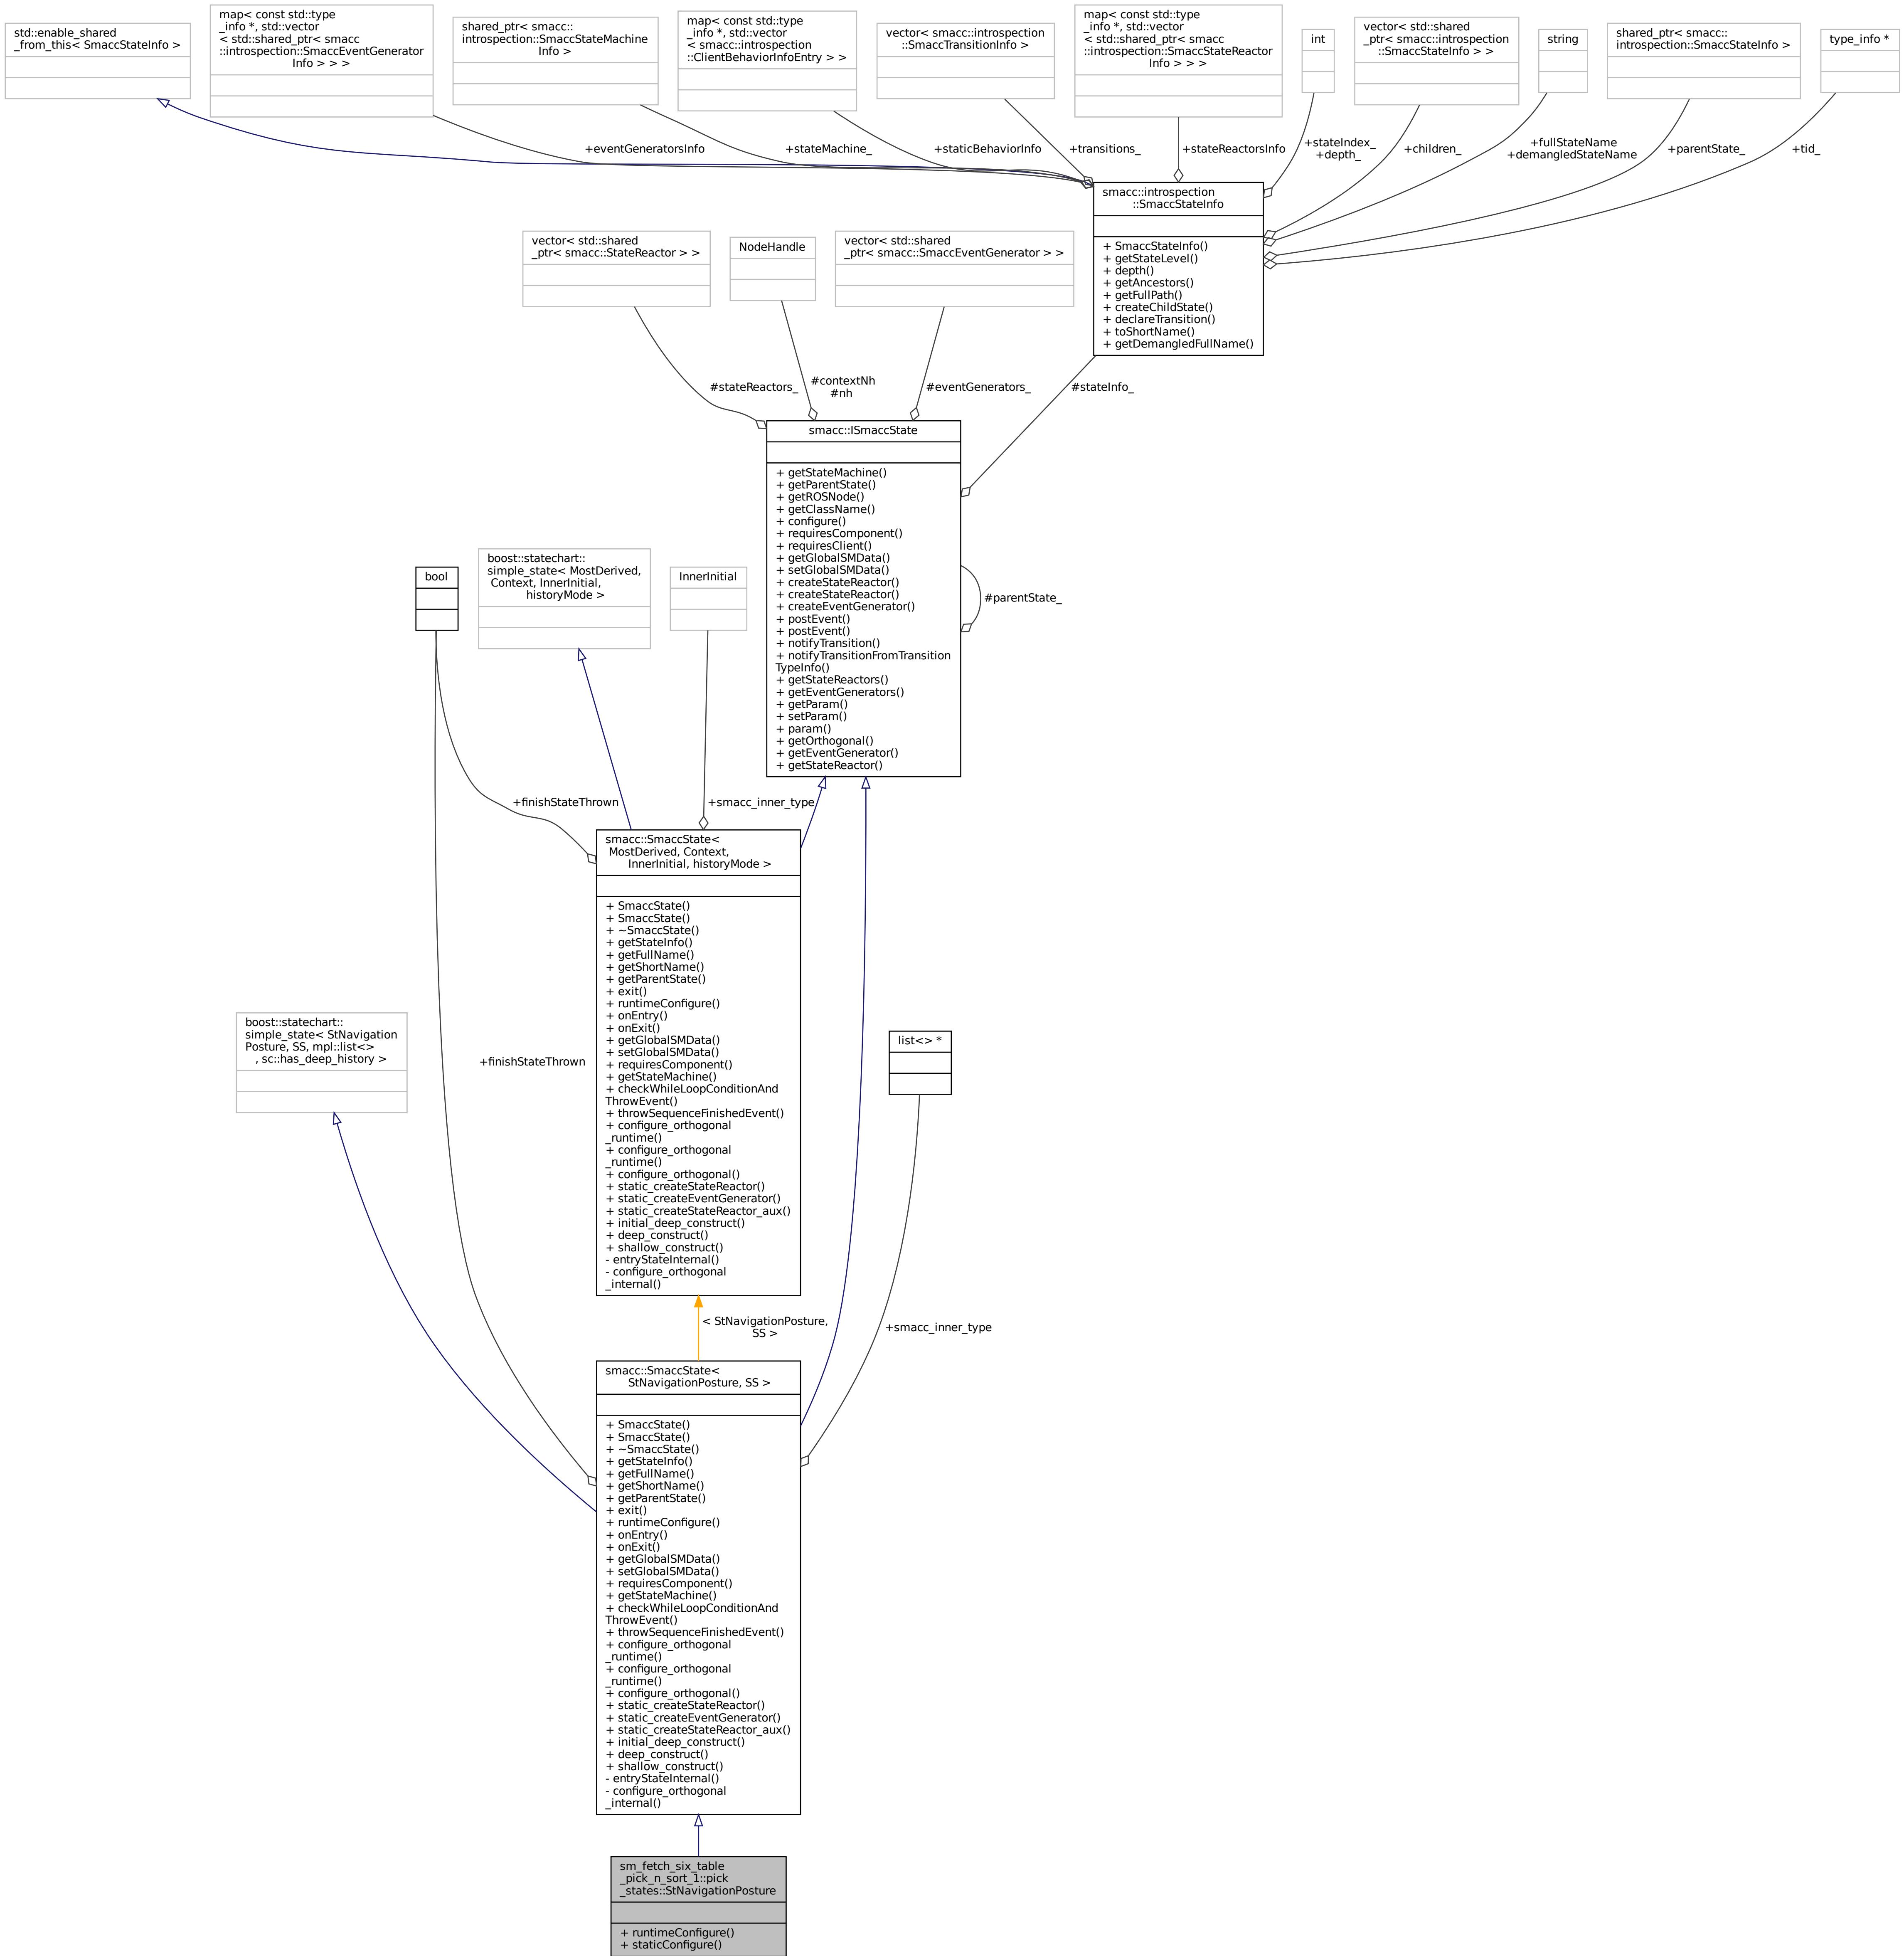 std::enable_shared
_from_this< SmaccStateInfo >
map< const std::type
_info *, std::vector
< std::shared_ptr< smacc
::introspection::SmaccEventGenerator
Info > > >
shared_ptr< smacc::
introspection::SmaccStateMachine
Info >
map< const std::type
_info *, std::vector
< smacc::introspection
::ClientBehaviorInfoEntry > >
vector< smacc::introspection
::SmaccTransitionInfo >
map< const std::type
_info *, std::vector
< std::shared_ptr< smacc
::introspection::SmaccStateReactor
Info > > >
int
vector< std::shared
_ptr< smacc::introspection
::SmaccStateInfo > >
string
shared_ptr< smacc::
introspection::SmaccStateInfo >
type_info *
+eventGeneratorsInfo
+stateMachine_
+staticBehaviorInfo
+transitions_
+stateReactorsInfo
+stateIndex_
+depth_
+children_
+fullStateName
+demangledStateName
+parentState_
+tid_
smacc::introspection
::SmaccStateInfo
+ SmaccStateInfo()
+ getStateLevel()
+ depth()
+ getAncestors()
+ getFullPath()
+ createChildState()
+ declareTransition()
+ toShortName()
+ getDemangledFullName()
vector< std::shared
_ptr< smacc::StateReactor > >
NodeHandle
vector< std::shared
_ptr< smacc::SmaccEventGenerator > >
#stateReactors_
#contextNh
#nh
#eventGenerators_
#stateInfo_
smacc::ISmaccState
+ getStateMachine()
+ getParentState()
+ getROSNode()
+ getClassName()
+ configure()
+ requiresComponent()
+ requiresClient()
+ getGlobalSMData()
+ setGlobalSMData()
+ createStateReactor()
+ createStateReactor()
+ createEventGenerator()
+ postEvent()
+ postEvent()
+ notifyTransition()
+ notifyTransitionFromTransition
TypeInfo()
+ getStateReactors()
+ getEventGenerators()
+ getParam()
+ setParam()
+ param()
+ getOrthogonal()
+ getEventGenerator()
+ getStateReactor()
#parentState_
bool
boost::statechart::
simple_state< MostDerived,
Context, InnerInitial,
historyMode >
InnerInitial
+finishStateThrown
+smacc_inner_type
smacc::SmaccState<
MostDerived, Context,
InnerInitial, historyMode >
+ SmaccState()
+ SmaccState()
+ ~SmaccState()
+ getStateInfo()
+ getFullName()
+ getShortName()
+ getParentState()
+ exit()
+ runtimeConfigure()
+ onEntry()
+ onExit()
+ getGlobalSMData()
+ setGlobalSMData()
+ requiresComponent()
+ getStateMachine()
+ checkWhileLoopConditionAnd
ThrowEvent()
+ throwSequenceFinishedEvent()
+ configure_orthogonal
_runtime()
+ configure_orthogonal
_runtime()
+ configure_orthogonal()
+ static_createStateReactor()
+ static_createEventGenerator()
+ static_createStateReactor_aux()
+ initial_deep_construct()
+ deep_construct()
+ shallow_construct()
- entryStateInternal()
- configure_orthogonal
_internal()
boost::statechart::
simple_state< StNavigation
Posture, SS, mpl::list<>
, sc::has_deep_history >
+finishStateThrown
list<> *
< StNavigationPosture,
SS >
+smacc_inner_type
smacc::SmaccState<
StNavigationPosture, SS >
+ SmaccState()
+ SmaccState()
+ ~SmaccState()
+ getStateInfo()
+ getFullName()
+ getShortName()
+ getParentState()
+ exit()
+ runtimeConfigure()
+ onEntry()
+ onExit()
+ getGlobalSMData()
+ setGlobalSMData()
+ requiresComponent()
+ getStateMachine()
+ checkWhileLoopConditionAnd
ThrowEvent()
+ throwSequenceFinishedEvent()
+ configure_orthogonal
_runtime()
+ configure_orthogonal
_runtime()
+ configure_orthogonal()
+ static_createStateReactor()
+ static_createEventGenerator()
+ static_createStateReactor_aux()
+ initial_deep_construct()
+ deep_construct()
+ shallow_construct()
- entryStateInternal()
- configure_orthogonal
_internal()
sm_fetch_six_table
_pick_n_sort_1::pick
_states::StNavigationPosture
+ runtimeConfigure()
+ staticConfigure()